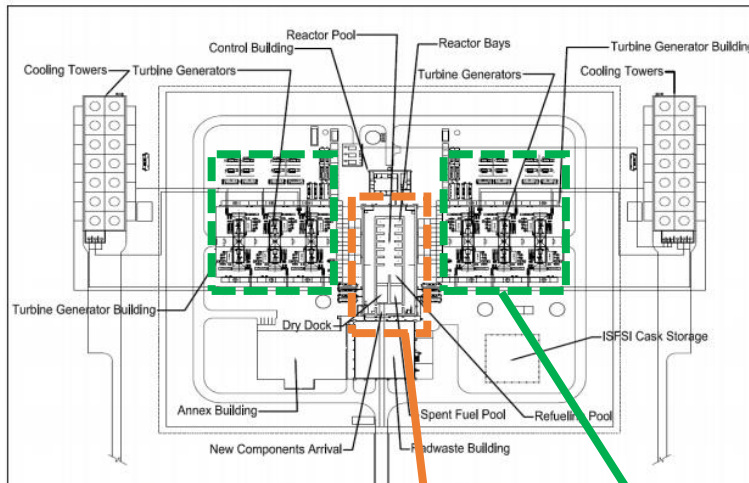 Reactor Pool
Control Building
Reactor Bays
Turbine Generator Building
Cooling Towers
Turbine Generators
Turbine Generators
Cooling Towers
Turbine Generator Building
Dry Dock
ISFSI Cask Storage
Annex Building
Spent Fuel Pool
Refueling Pool
New Components Arrival
Radwaste Building